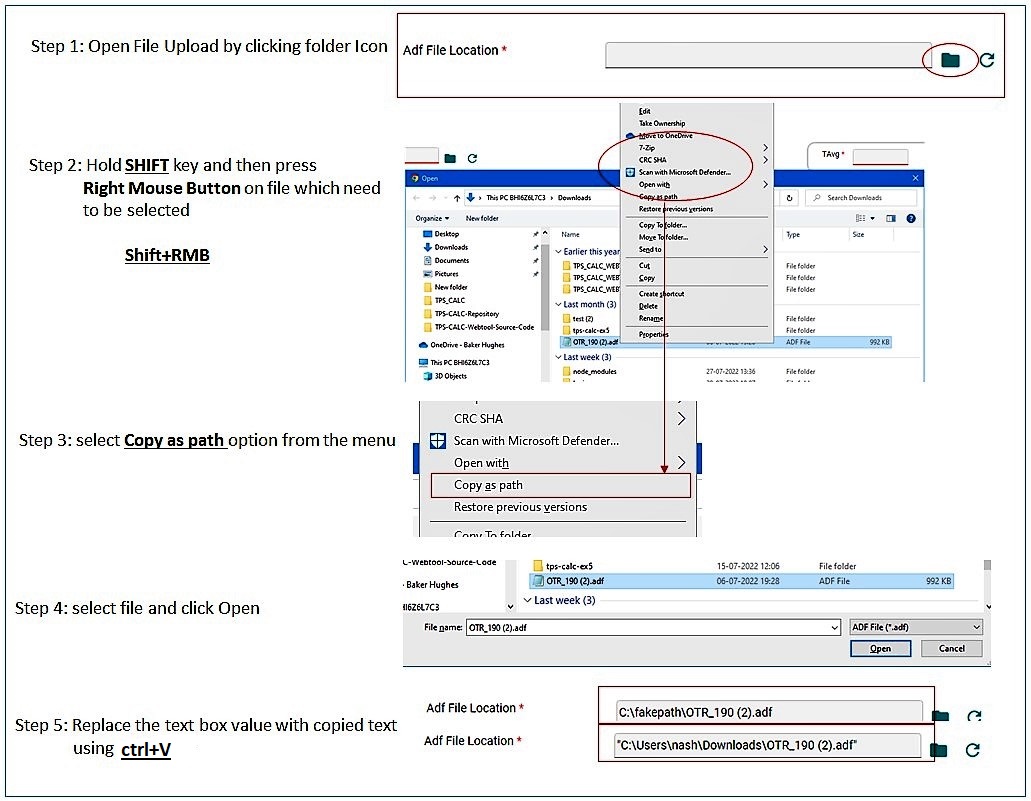 Step 1: Open File Upload by clicking folder Icon
Adf File Location *
Step 2: Hold SHIFT key and then press
Right Mouse Button on file which need
to be selected
Shift+RMB
Edit
Take Ownership
Move to OneDrive
7-Zip
CRC SHA
Scan with Microsoft Defender...
Open with
Copy as path
Restore previous versions
Copy To folder...
Move To folder...
Send to
Cut
Copy
Create shortcut
Delete
Rename
Properties
TAvg *
Open
This PC BHI6Z6L7C3 > Downloads
Search Downloads
Organize
New folder
Name
Type
Size
Desktop
Downloads
Documents
Pictures
New folder
TPS_CALC
TPS-CALC-Repository
TPS-CALC-Webtool-Source-Code
OneDrive - Baker Hughes
This PC BHI6Z6L7C3
3D Objects
Earlier this year
TPS_CALC_WEB
File folder
TPS_CALC_WEB
File folder
TPS_CALC_WEB
File folder
Last month (3)
test (2)
File folder
tps-calc-ex5
File folder
OTR_190 (2).adf
ADF File
992 KB
Last week (3)
node_modules
27-07-2022 13:36
File folder
Step 3: select Copy as path option from the menu
CRC SHA
Scan with Microsoft Defender...
Open with
Copy as path
Restore previous versions
Copy To folder
Step 4: select file and click Open
C-Webtool-Source-Code
Baker Hughes
HI6Z6L7C3
tps-calc-ex5
15-07-2022 12:06
File folder
OTR_190 (2).adf
06-07-2022 19:28
ADF File
992 KB
Last week (3)
File name: OTR_190 (2).adf
ADF File (*.adf)
Open
Cancel
Step 5: Replace the text box value with copied text
using ctrl+V
Adf File Location *
C:\fakepath\OTR_190 (2).adf
Adf File Location *
"C:\Users\nash\Downloads\OTR_190 (2).adf"